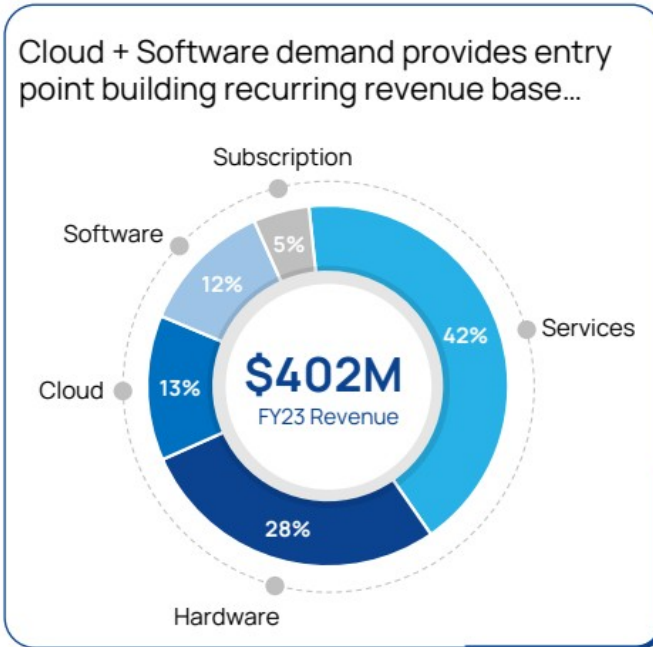 Cloud + Software demand provides entry
point building recurring revenue base...
Subscription
Software
5%
12%
42%
Services
Cloud
13%
$402M
FY23 Revenue
28%
Hardware